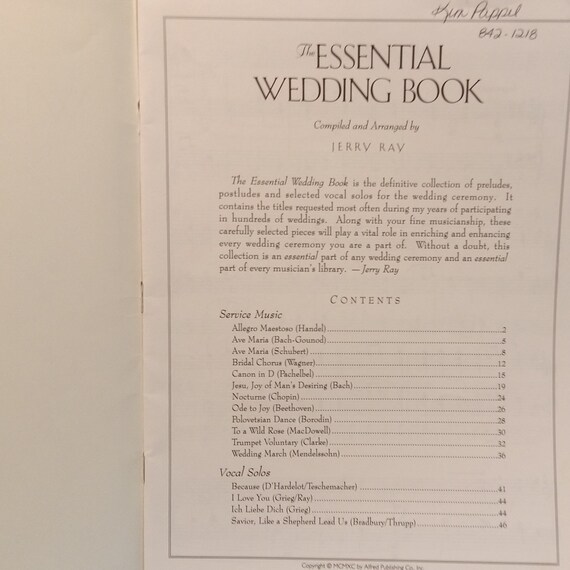 Kim Pappel
842-1218
The ESSENTIAL
WEDDING BOOK
Compiled and Arranged by
JERRY RAY
The Essential Wedding Book is the definitive collection of preludes,
postludes and selected vocal solos for the wedding ceremony. It
contains the titles requested most often during my years of participating
in hundreds of weddings. Along with your fine musicianship, these
carefully selected pieces will play a vital role in enriching and enhancing
every wedding ceremony you are a part of. Without a doubt, this
collection is an essential part of any wedding ceremony and an essential
part of every musician's library. — Jerry Ray
CONTENTS
Service Music
Allegro Maestoso (Handel) 2
Ave Maria (Bach-Gounod) 5
Ave Maria (Schubert) 8
Bridal Chorus (Wagner) 12
Canon in D (Pachelbel) 15
Jesu, Joy of Man's Desiring (Bach) 19
Nocturne (Chopin) 24
Ode to Joy (Beethoven) 26
Polovetsian Dance (Borodin) 28
To a Wild Rose (MacDowell) 30
Trumpet Voluntary (Clarke) 32
Wedding March (Mendelssohn) 36
Vocal Solos
Because (D'Hardelot/Teschemacher) 41
I Love You (Grieg/Ray) 44
Ich Liebe Dich (Grieg) 44
Savior, Like a Shepherd Lead Us (Bradbury/Thrupp) 46
Copyright © MCMXC by Alfred Publishing Co., Inc.